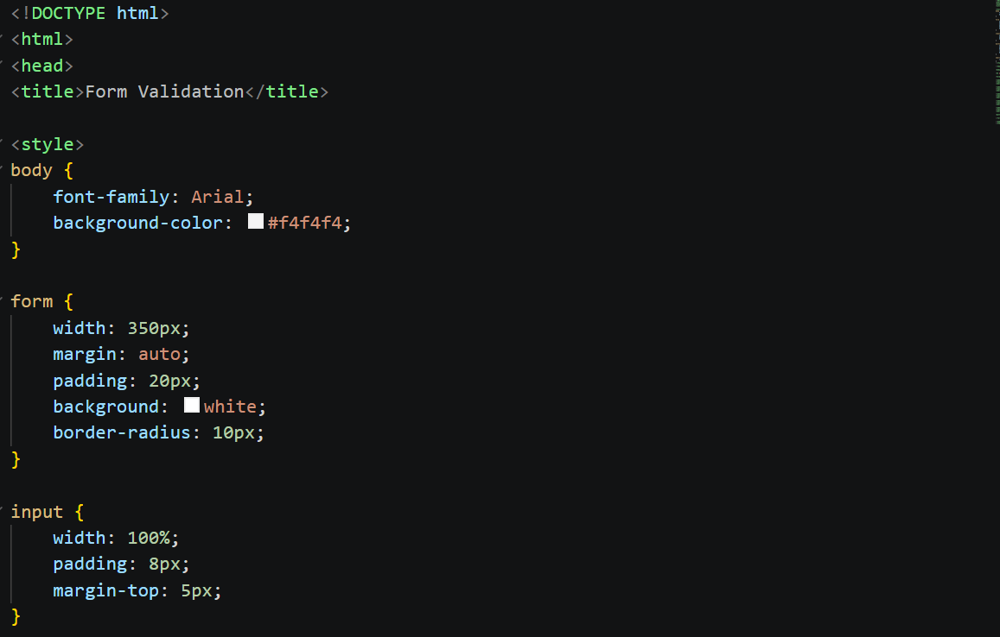 <!DOCTYPE html>
<html>
<head>
<title>Form Validation</title>
<style>
body {
    font-family: Arial;
    background-color: #f4f4f4;
}
form {
    width: 350px;
    margin: auto;
    padding: 20px;
    background: white;
    border-radius: 10px;
}
input {
    width: 100%;
    padding: 8px;
    margin-top: 5px;
}